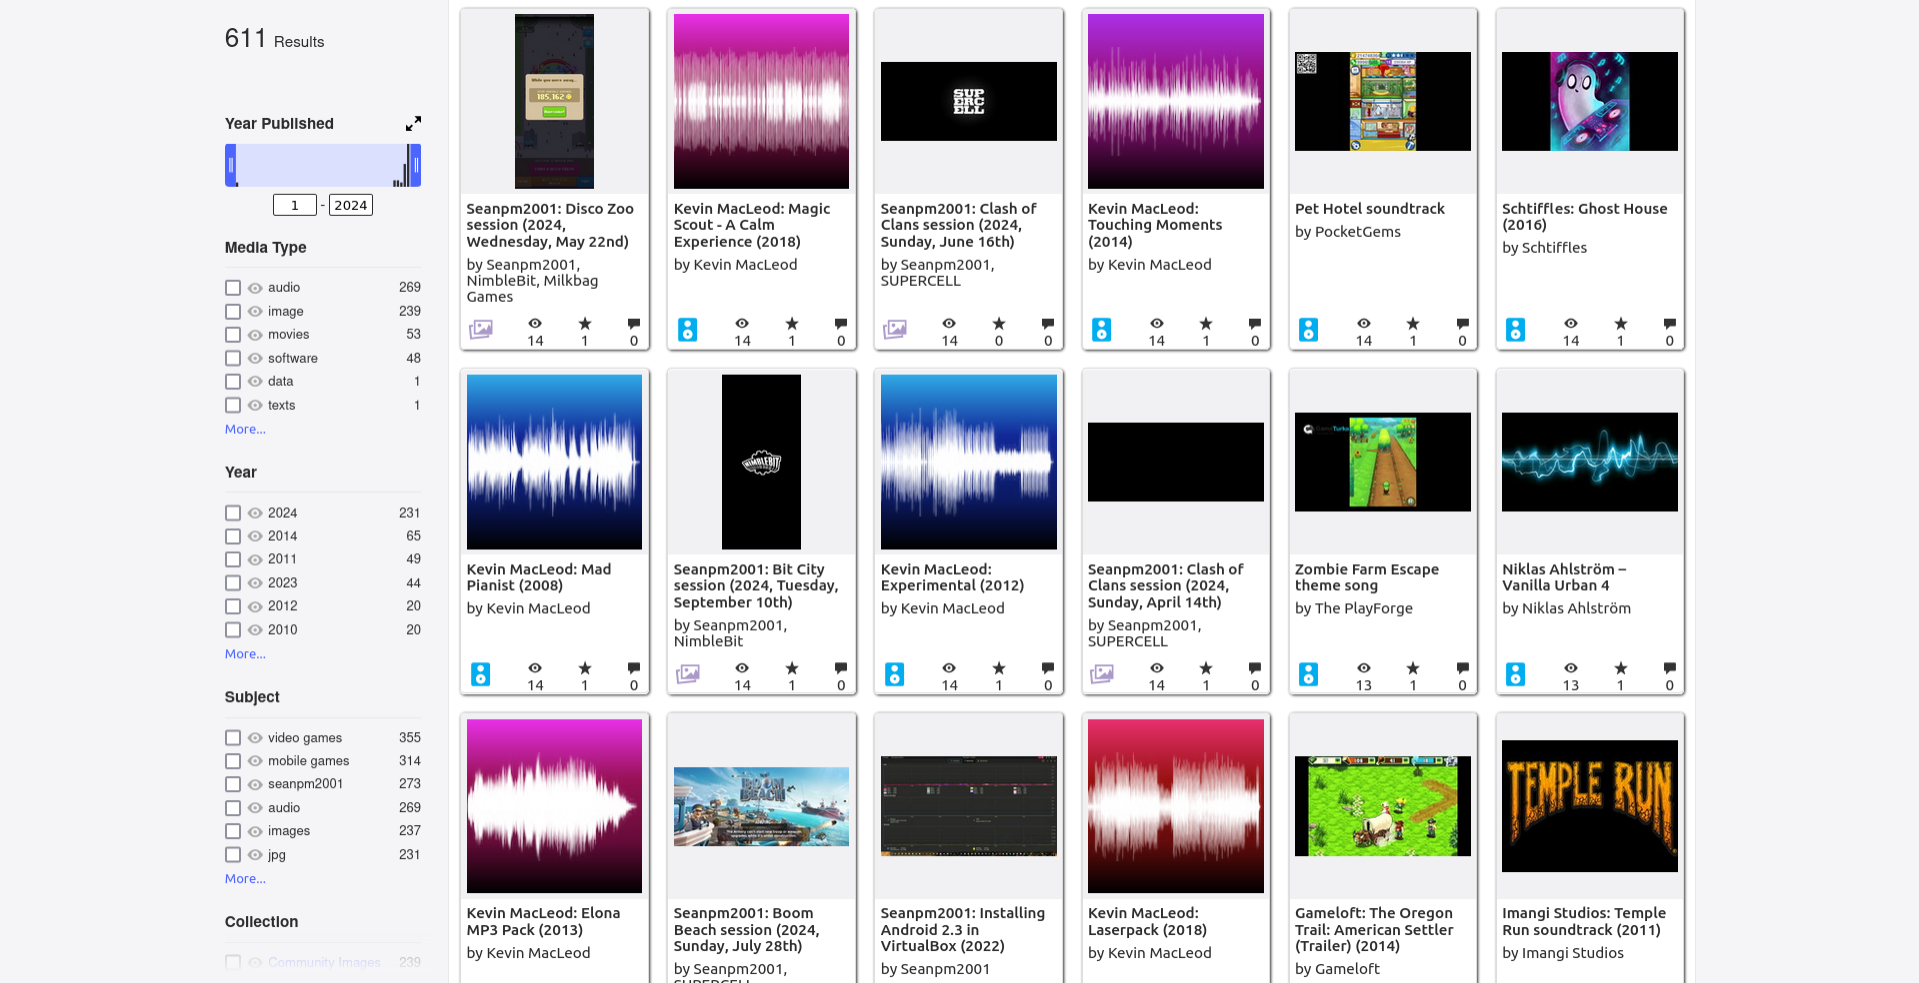 611 Results
Year Published
1 - 2024
Media Type
audio 269
image 239
movies 53
software 48
data 1
texts 1
More...
Year
2024 231
2014 65
2011 49
2023 44
2012 20
2010 20
More...
Subject
video games 355
mobile games 314
seanpm2001 273
audio 269
images 237
jpg 231
More...
Collection
Community Images 239
While you were away...
185,162
Seanpm2001: Disco Zoo
session (2024,
Wednesday, May 22nd)
by Seanpm2001,
NimbleBit, Milkbag
Games
14 1 0
Kevin MacLeod: Magic
Scout - A Calm
Experience (2018)
by Kevin MacLeod
14 1 0
SUP
ERC
ELL
Seanpm2001: Clash of
Clans session (2024,
Sunday, June 16th)
by Seanpm2001,
SUPERCELL
14 0 0
Kevin MacLeod:
Touching Moments
(2014)
by Kevin MacLeod
14 1 0
Pet Hotel soundtrack
by PocketGems
14 1 0
Schtiffles: Ghost House
(2016)
by Schtiffles
14 1 0
Kevin MacLeod: Mad
Pianist (2008)
by Kevin MacLeod
14 1 0
NIMBLEBIT
Seanpm2001: Bit City
session (2024, Tuesday,
September 10th)
by Seanpm2001,
NimbleBit
14 1 0
Kevin MacLeod:
Experimental (2012)
by Kevin MacLeod
14 1 0
Seanpm2001: Clash of
Clans session (2024,
Sunday, April 14th)
by Seanpm2001,
SUPERCELL
14 1 0
Zombie Farm Escape
theme song
by The PlayForge
13 1 0
Niklas Ahlström –
Vanilla Urban 4
by Niklas Ahlström
13 1 0
Kevin MacLeod: Elona
MP3 Pack (2013)
by Kevin MacLeod
BOOM
BEACH
Seanpm2001: Boom
Beach session (2024,
Sunday, July 28th)
by Seanpm2001,
SUPERCELL
Seanpm2001: Installing
Android 2.3 in
VirtualBox (2022)
by Seanpm2001
Kevin MacLeod:
Laserpack (2018)
by Kevin MacLeod
Gameloft: The Oregon
Trail: American Settler
(Trailer) (2014)
by Gameloft
TEMPLE RUN
Imangi Studios: Temple
Run soundtrack (2011)
by Imangi Studios